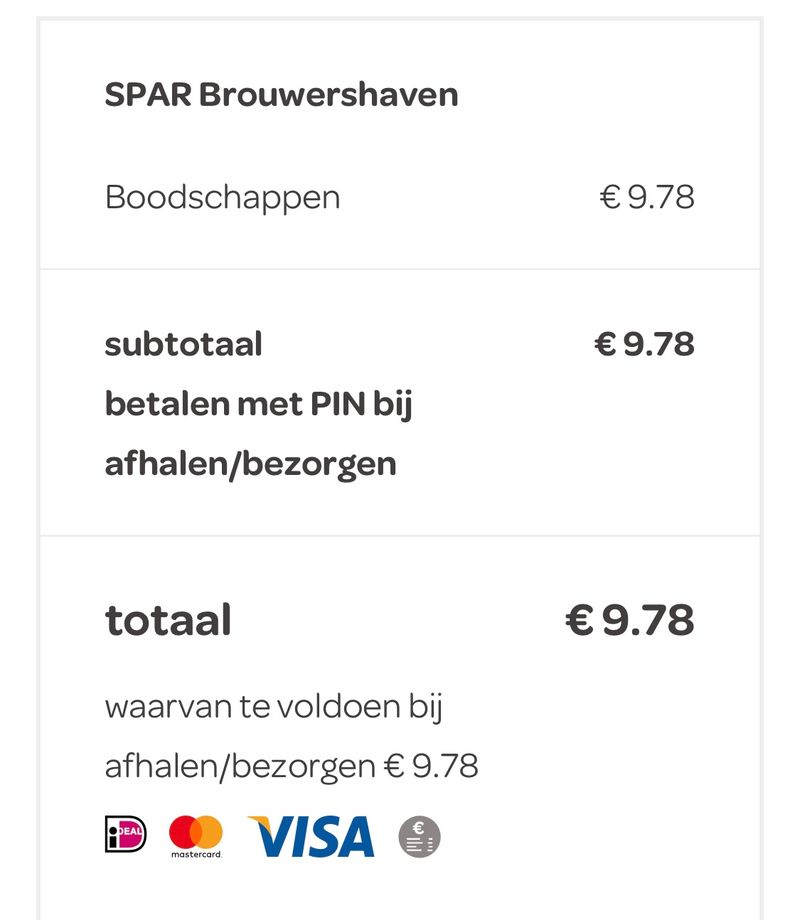 SPAR Brouwershaven
Boodschappen € 9.78
subtotaal € 9.78
betalen met PIN bij
afhalen/bezorgen
totaal € 9.78
waarvan te voldoen bij
afhalen/bezorgen € 9.78
iDEAL mastercard VISA €